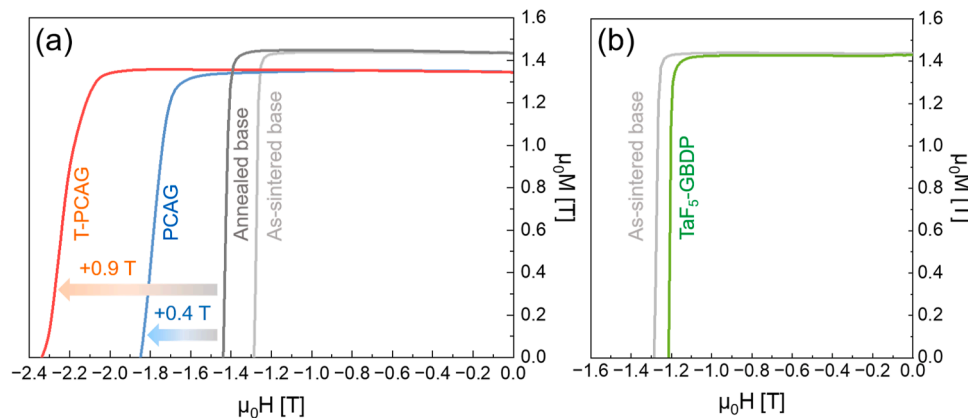 (a)
T-PCAG
PCAG
Annealed base
As-sintered base
+0.9 T
+0.4 T
1.6
1.4
1.2
1.0
0.8
0.6
0.4
0.2
0.0
μ₀M [T]
−2.4 −2.2 −2.0 −1.8 −1.6 −1.4 −1.2 −1.0 −0.8 −0.6 −0.4 −0.2 0.0
μ₀H [T]
(b)
As-sintered base
TaF₅-GBDP
1.6
1.4
1.2
1.0
0.8
0.6
0.4
0.2
0.0
μ₀M [T]
−1.6 −1.4 −1.2 −1.0 −0.8 −0.6 −0.4 −0.2 0.0
μ₀H [T]